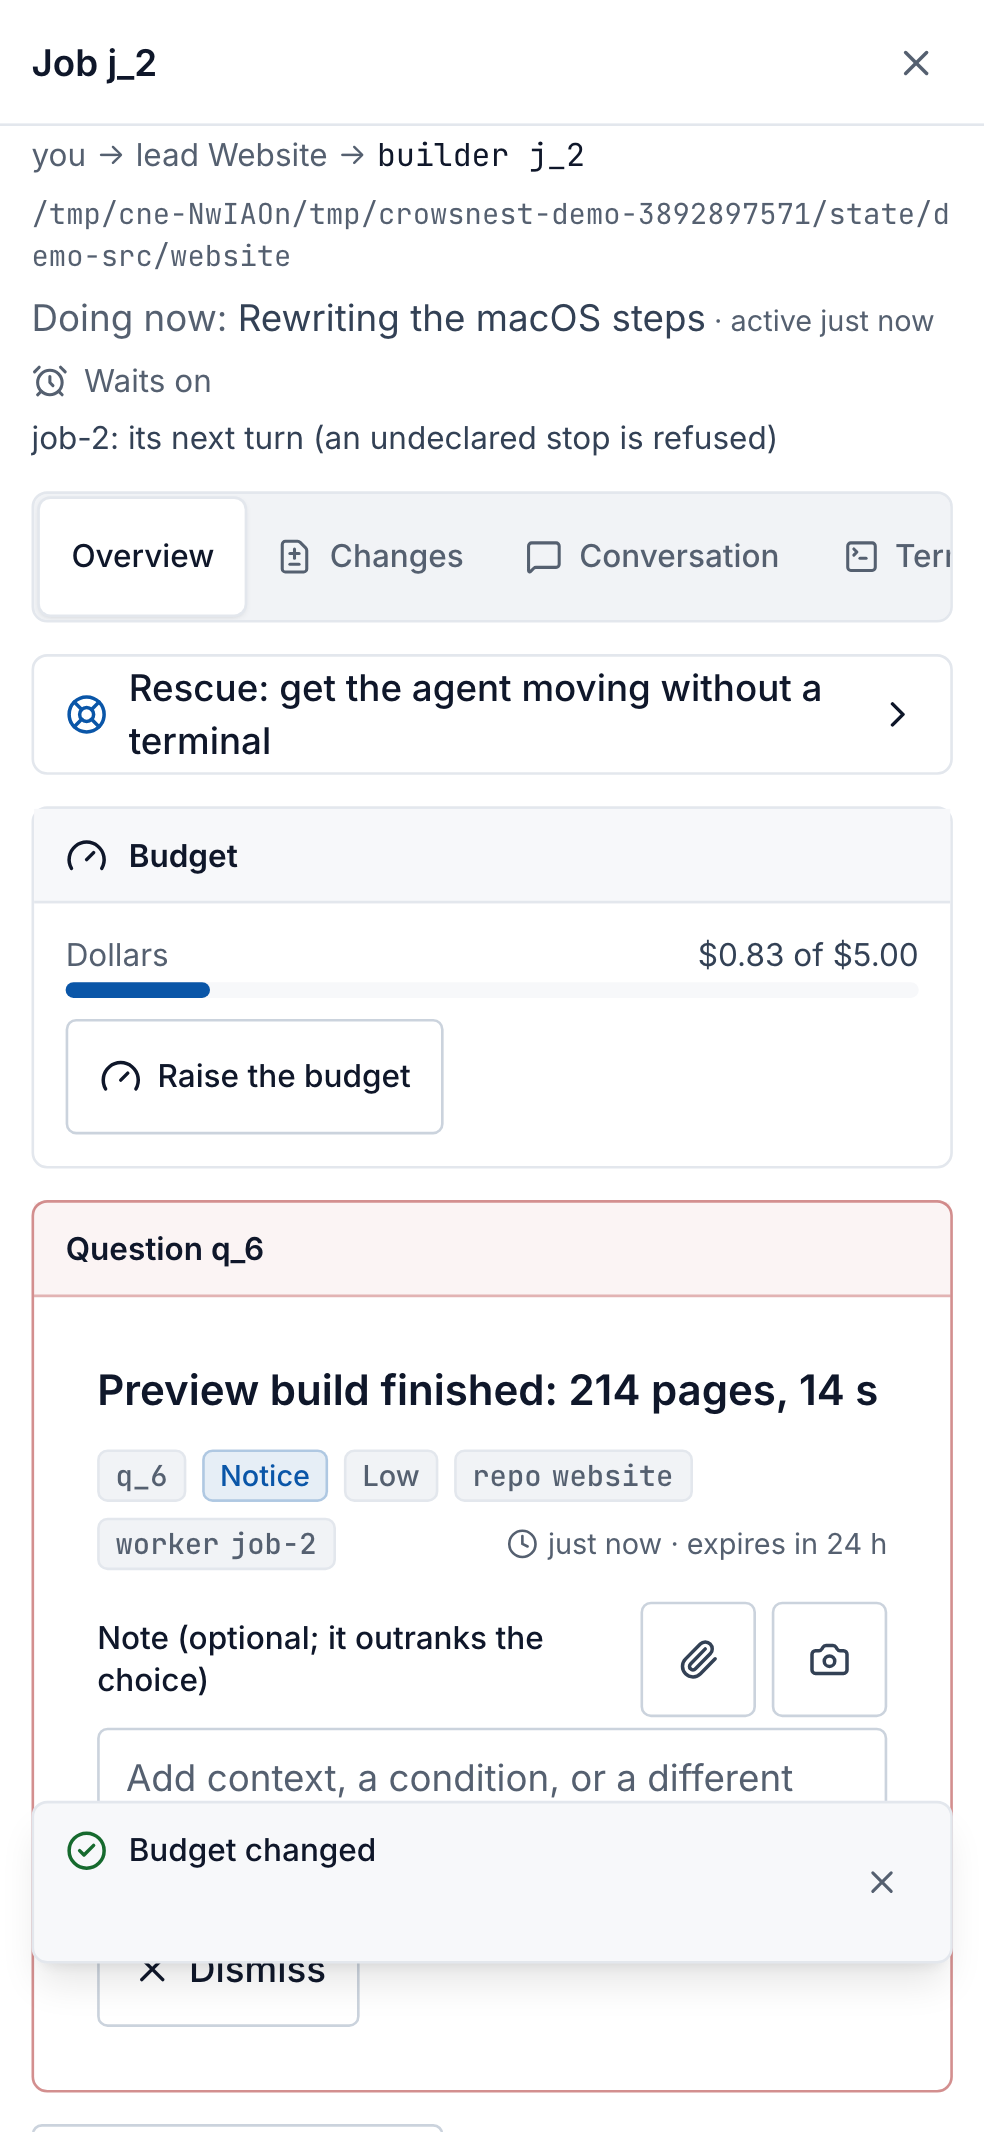 Job j_2
you → lead Website → builder j_2
/tmp/cne-NwIAOn/tmp/crowsnest-demo-3892897571/state/d
emo-src/website
Doing now: Rewriting the macOS steps · active just now
Waits on
job-2: its next turn (an undeclared stop is refused)
Overview Changes Conversation
Rescue: get the agent moving without a
terminal
Budget
Dollars $0.83 of $5.00
Raise the budget
Question q_6
Preview build finished: 214 pages, 14 s
q_6 Notice Low repo website
worker job-2 just now · expires in 24 h
Note (optional; it outranks the
choice)
Add context, a condition, or a different
Budget changed
Dismiss